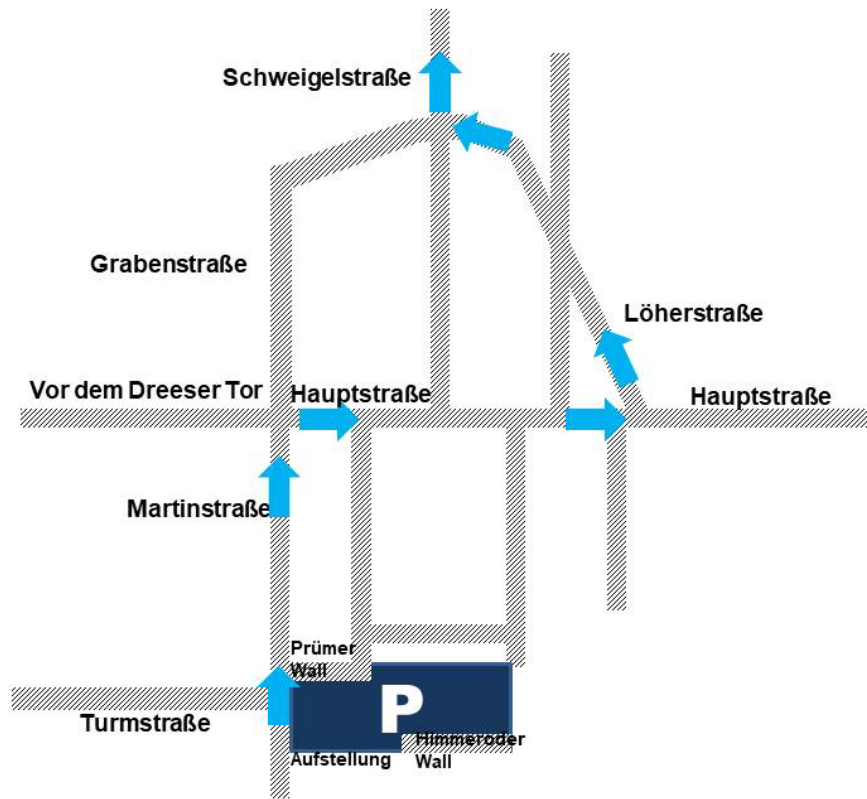 Schweigelstraße
Grabenstraße
Löherstraße
Vor dem Dreeser Tor
Hauptstraße
Hauptstraße
Martinstraße
Prümer
Wall
Turmstraße
P
Himmeroder
Aufstellung
Wall